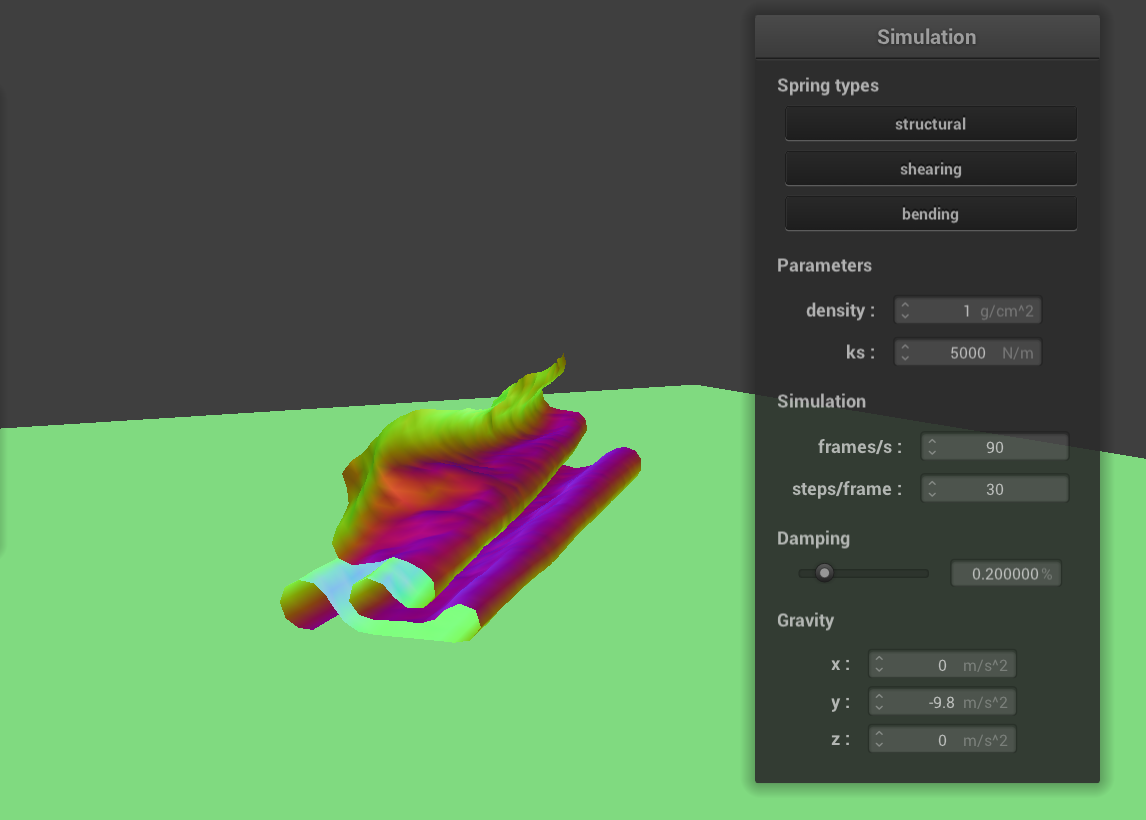 Simulation
Spring types
structural
shearing
bending
Parameters
density : 1 g/cm^2
ks : 5000 N/m
Simulation
frames/s : 90
steps/frame : 30
Damping
0.200000 %
Gravity
x : 0 m/s^2
y : -9.8 m/s^2
z : 0 m/s^2